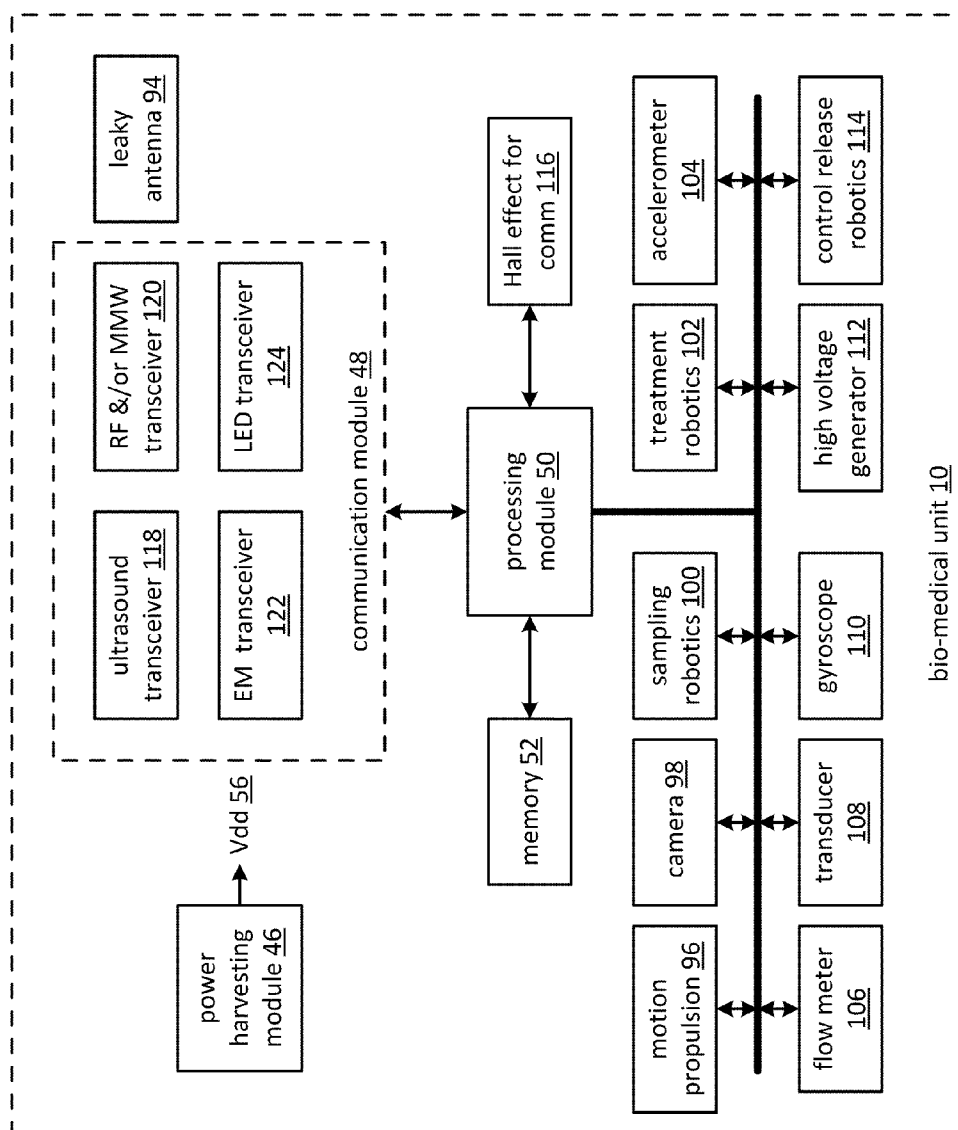 power
harvesting
module 46
Vdd 56
ultrasound
transceiver 118
RF &/or MMW
transceiver 120
EM transceiver
122
LED transceiver
124
communication module 48
leaky
antenna 94
memory 52
processing
module 50
Hall effect for
comm 116
motion
propulsion 96
camera 98
sampling
robotics 100
treatment
robotics 102
accelerometer
104
flow meter
106
transducer
108
gyroscope
110
high voltage
generator 112
control release
robotics 114
bio-medical unit 10